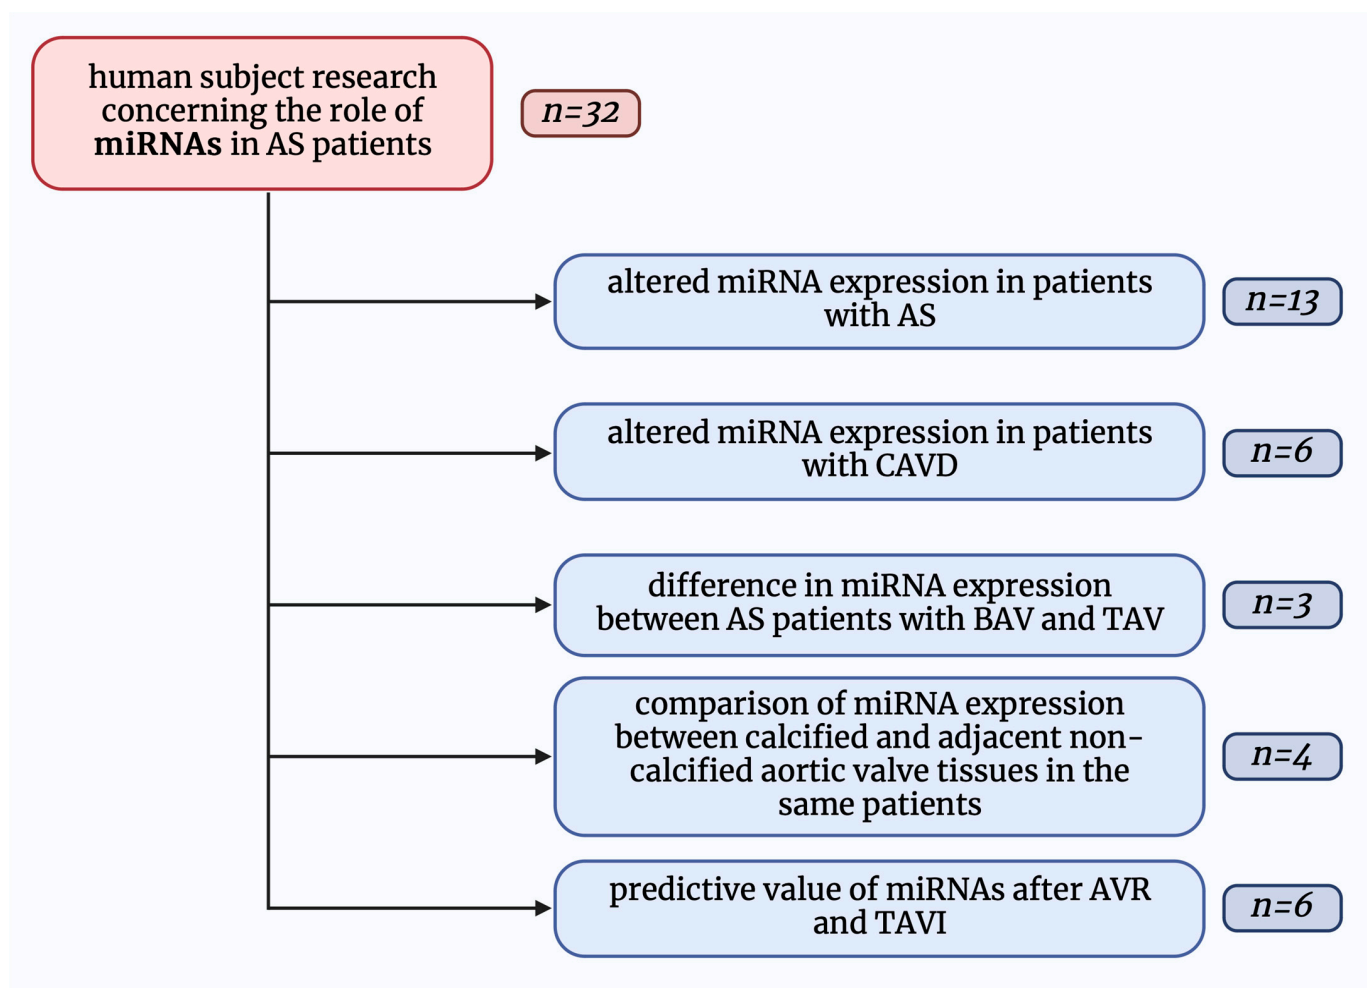 human subject research
concerning the role of
miRNAs in AS patients
n=32
altered miRNA expression in patients
with AS
n=13
altered miRNA expression in patients
with CAVD
n=6
difference in miRNA expression
between AS patients with BAV and TAV
n=3
comparison of miRNA expression
between calcified and adjacent non-
calcified aortic valve tissues in the
same patients
n=4
predictive value of miRNAs after AVR
and TAVI
n=6